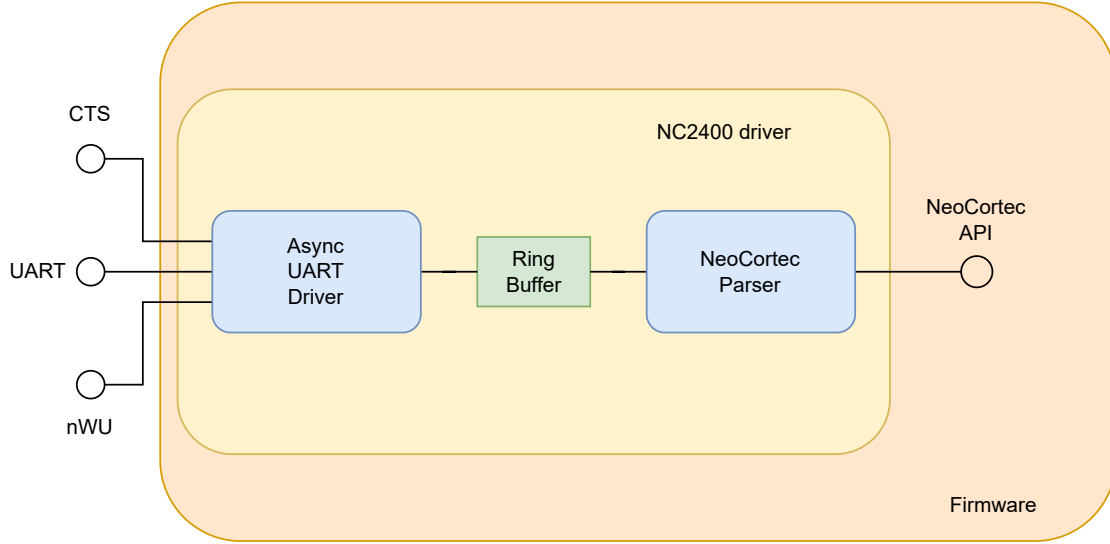 CTS
NC2400 driver
NeoCortec
API
UART
Async
UART
Driver
Ring
Buffer
NeoCortec
Parser
nWU
Firmware